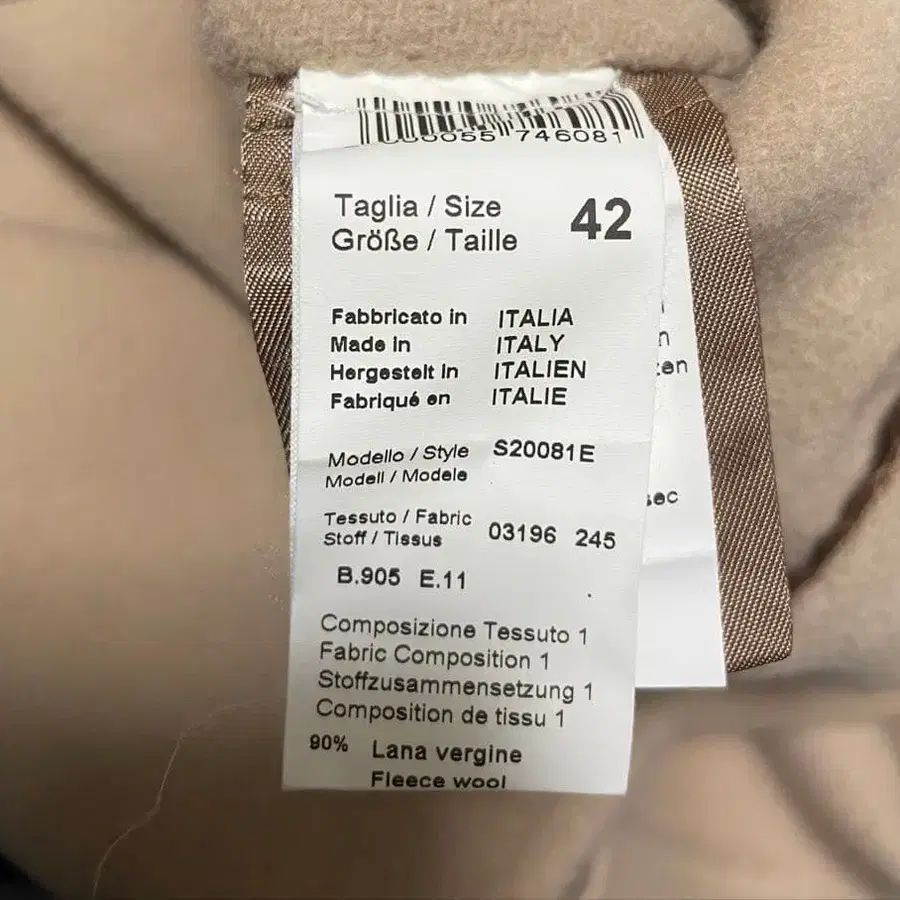 746081
Taglia / Size 42
Größe / Taille
Fabbricato in ITALIA
Made in ITALY
Hergestelt in ITALIEN
Fabriqué en ITALIE
Modello / Style S20081E
Modell / Modele
Tessuto / Fabric 03196 245
Stoff / Tissus
B.905 E.11
Composizione Tessuto 1
Fabric Composition 1
Stoffzusammensetzung 1
Composition de tissu 1
90% Lana vergine
Fleece wool